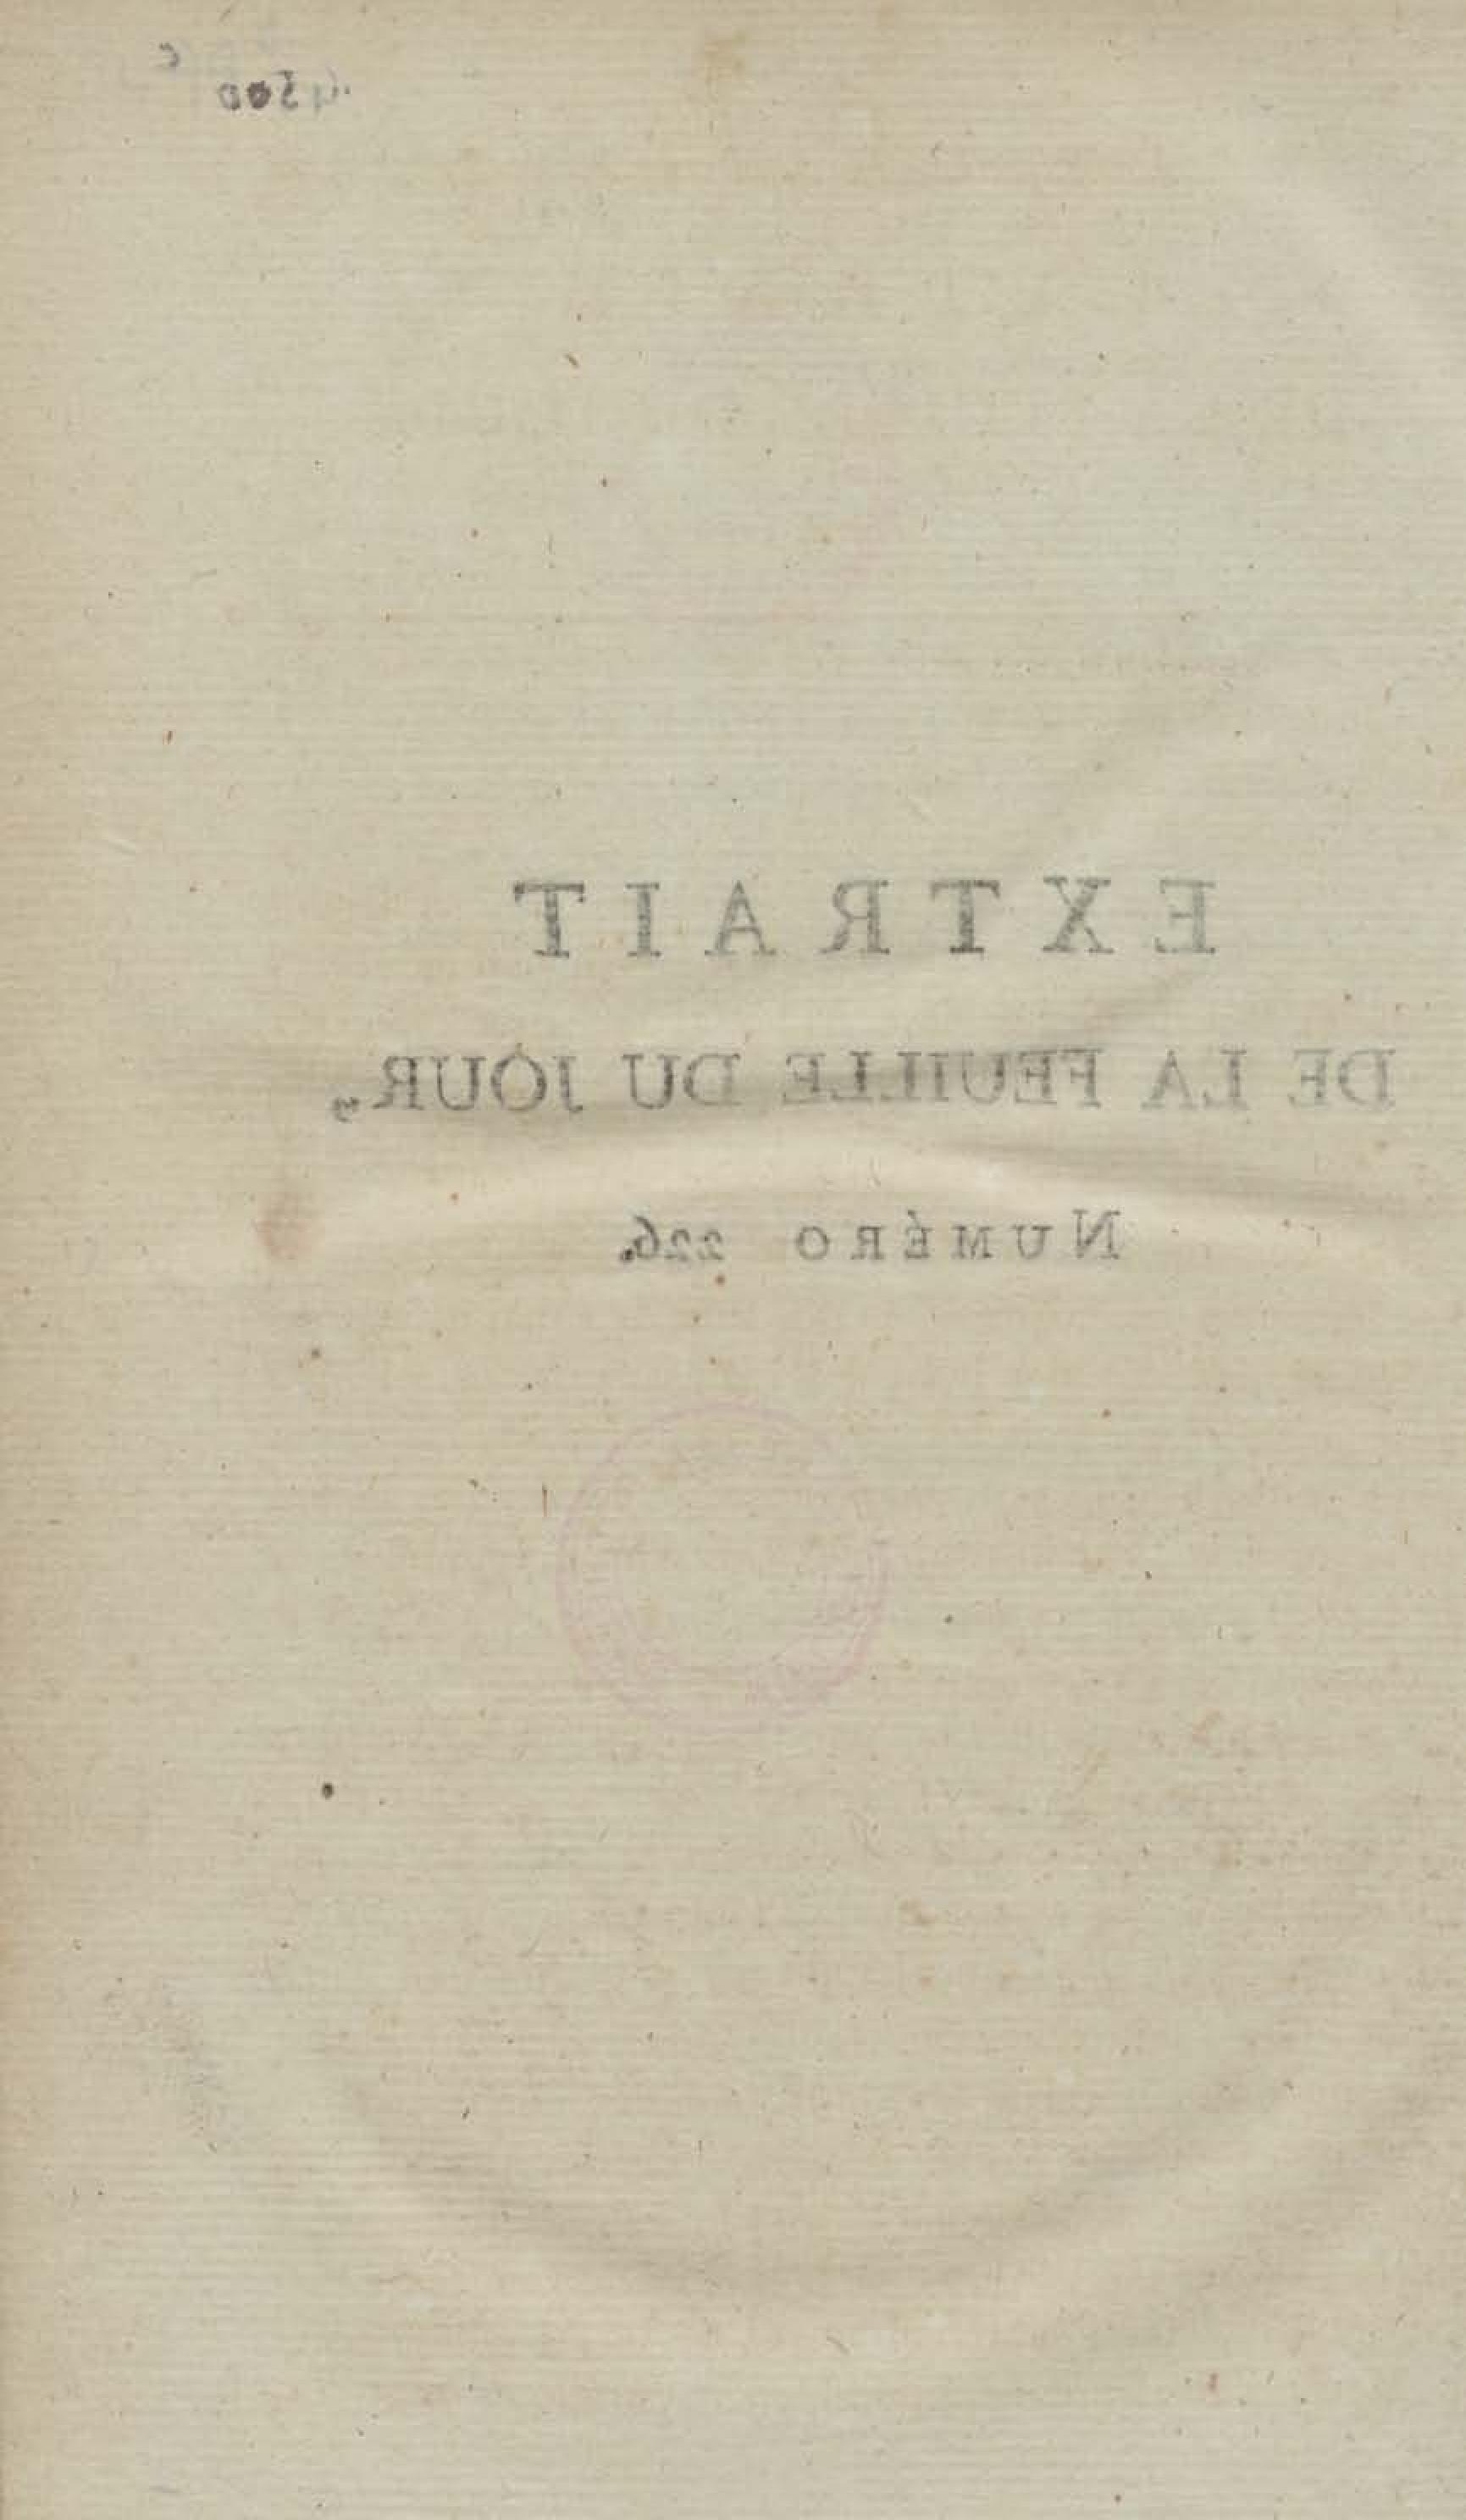 EXTRAIT
DE LA FEUILLE DU JOUR,
NUMÉRO 226.